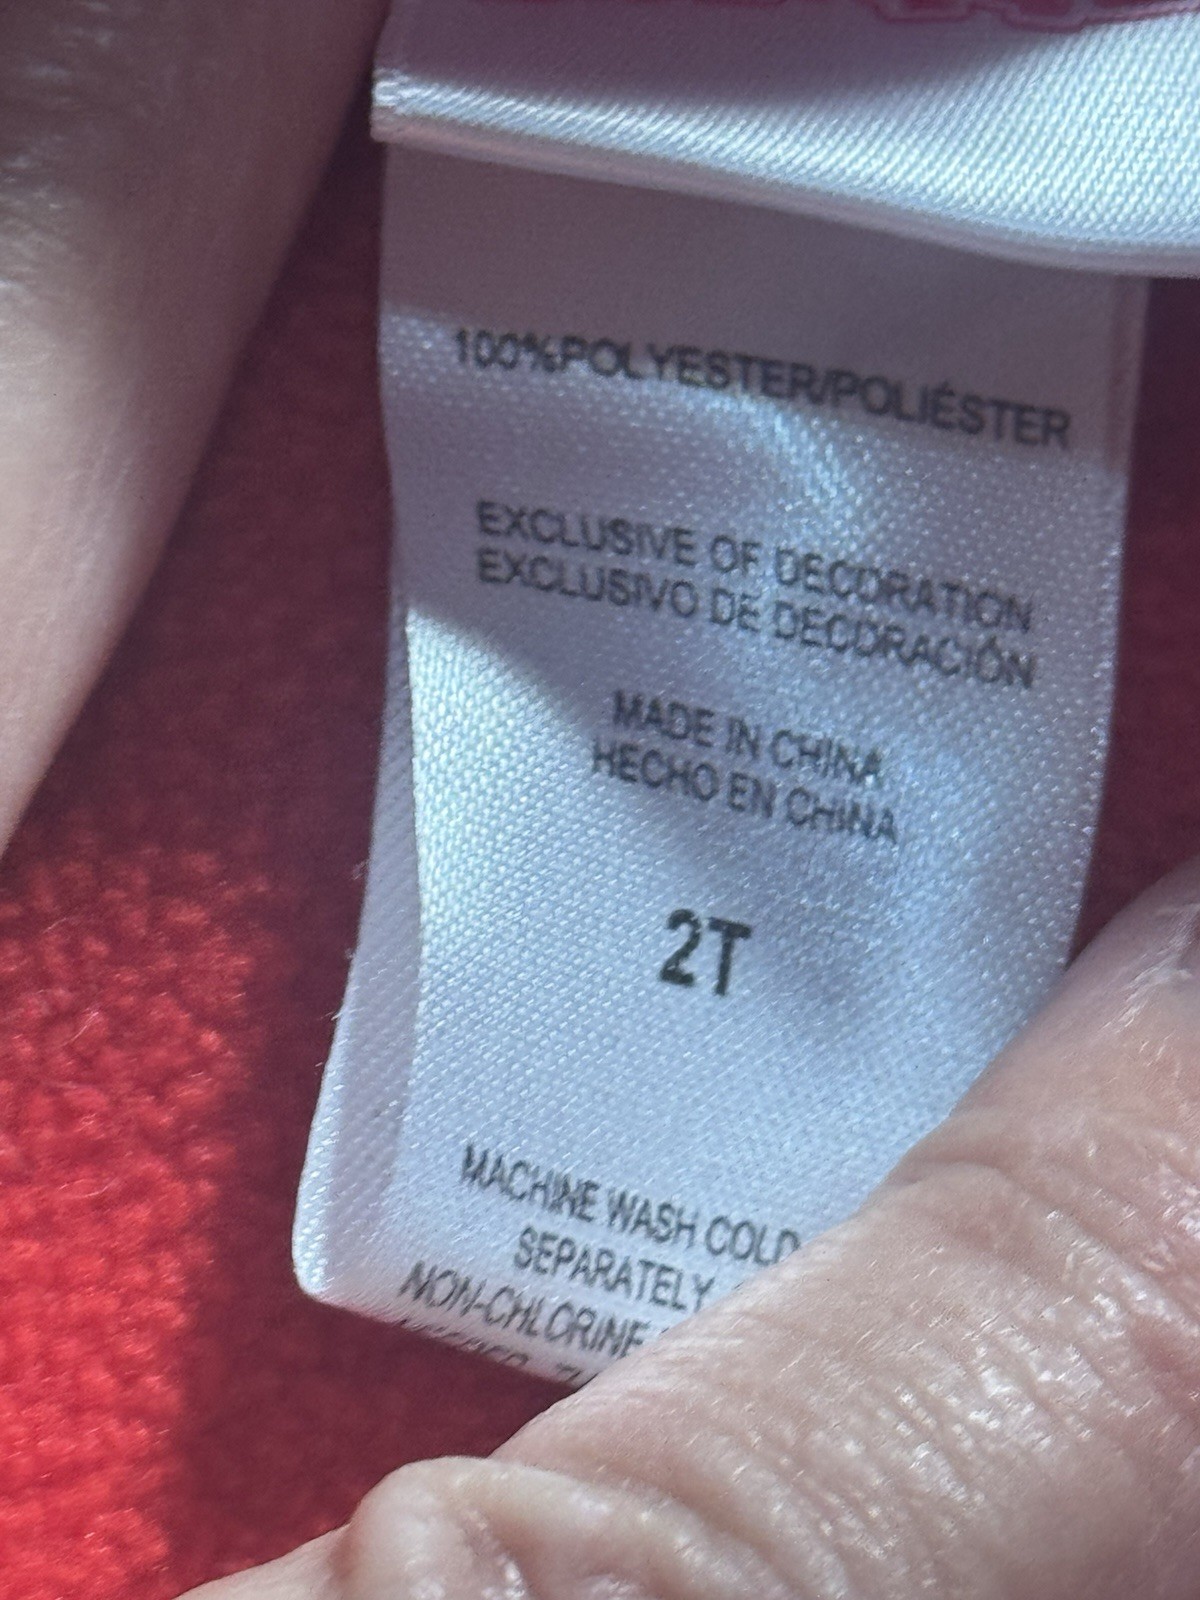 100%POLYESTER/POLIÉSTER
EXCLUSIVE OF DECORATION
EXCLUSIVO DE DECORACIÓN
MADE IN CHINA
HECHO EN CHINA
2T
MACHINE WASH COLD
SEPARATELY
NON-CHLORINE